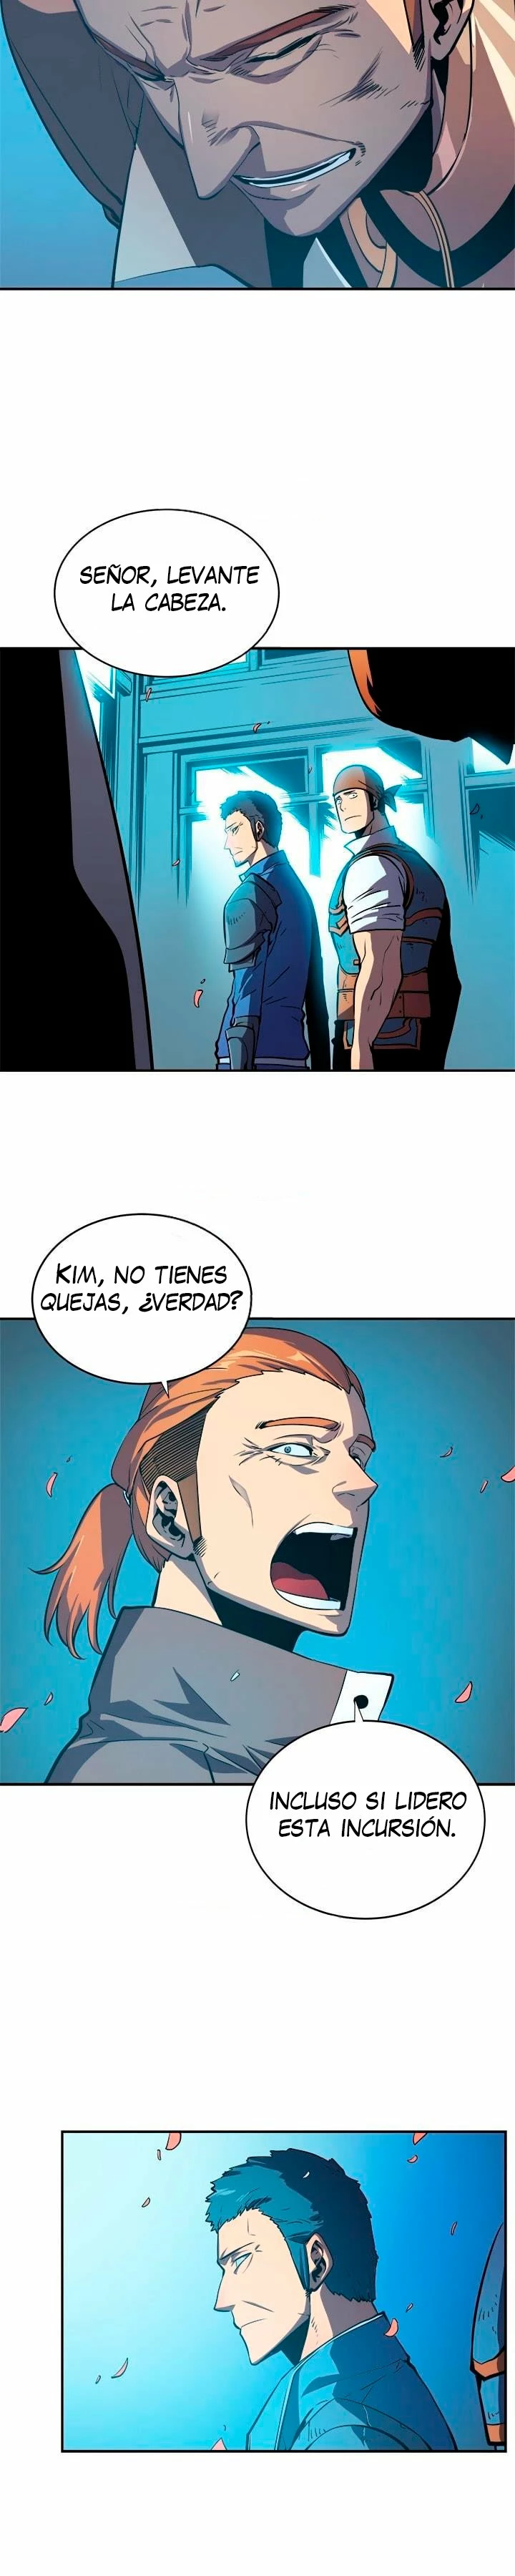 SEÑOR, LEVANTE
LA CABEZA.
KIM, NO TIENES
QUEJAS, ¿VERDAD?
INCLUSO SI LIDERO
ESTA INCURSIÓN.